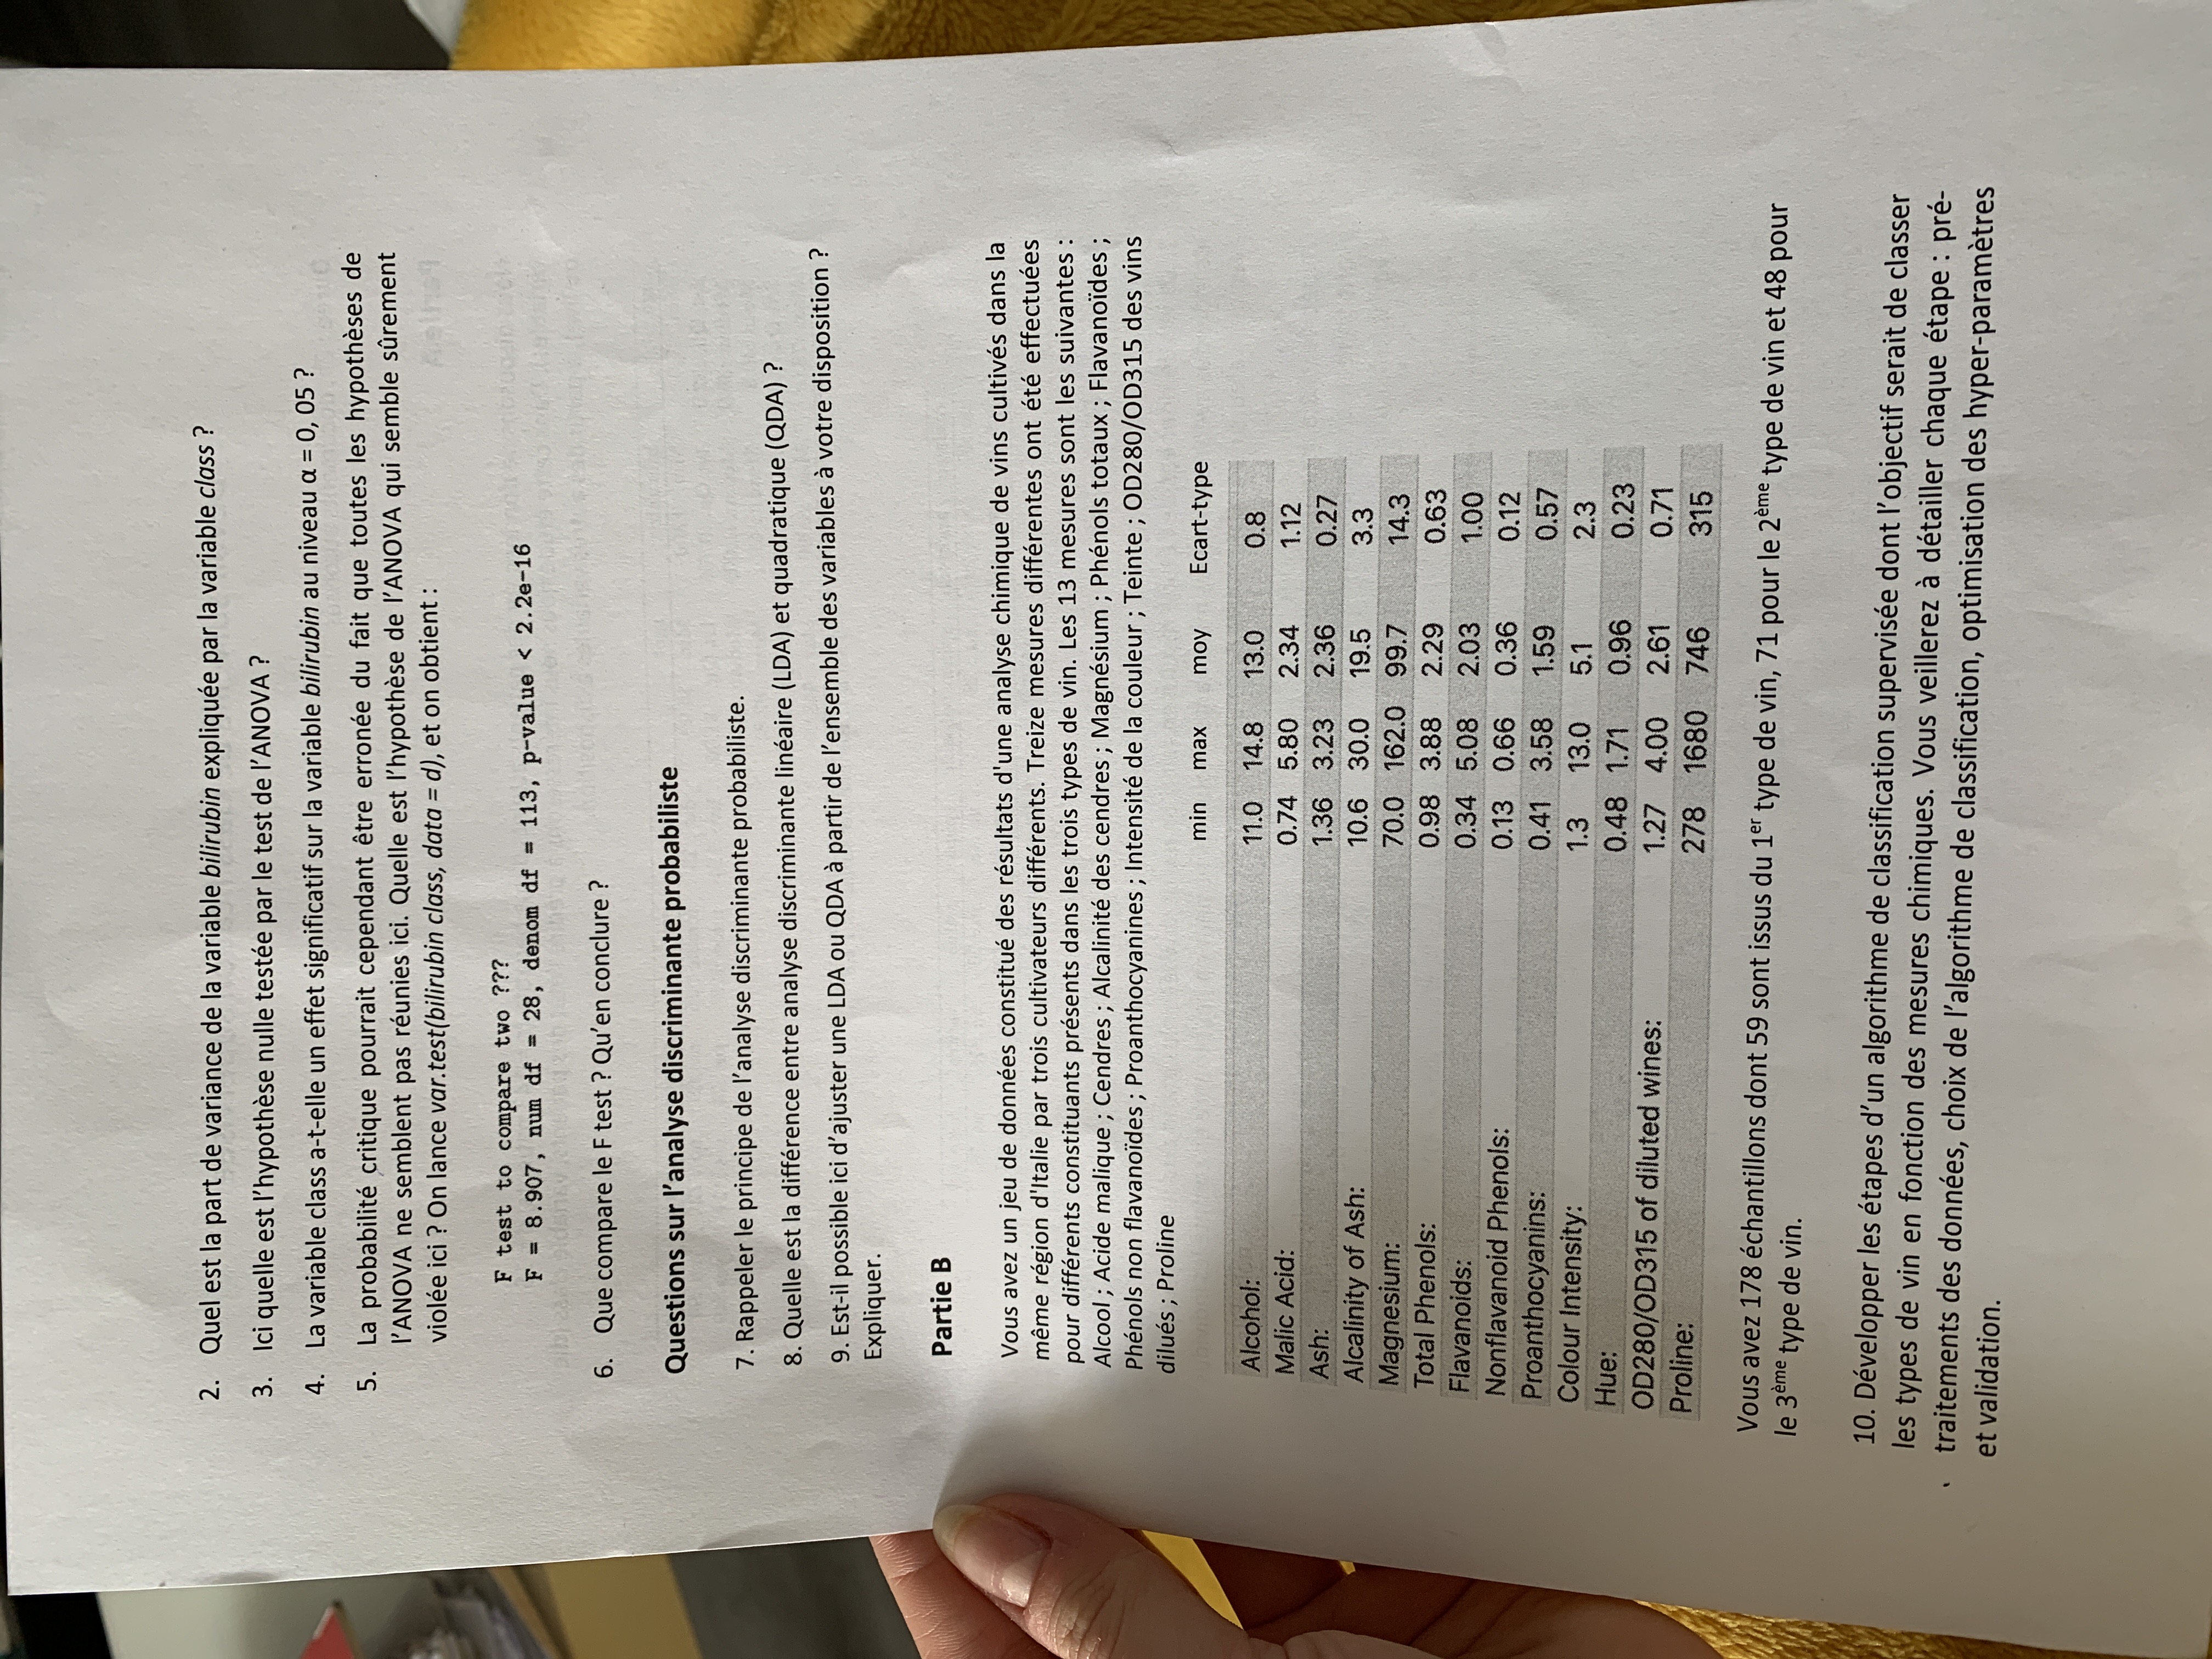 2. Quel est la part de variance de la variable bilirubin expliquée par la variable class ?
3. Ici quelle est l'hypothèse nulle testée par le test de l'ANOVA ?
4. La variable class a-t-elle un effet significatif sur la variable bilirubin au niveau α = 0, 05 ?
5. La probabilité critique pourrait cependant être erronée du fait que toutes les hypothèses de
l'ANOVA ne semblent pas réunies ici. Quelle est l'hypothèse de l'ANOVA qui semble sûrement
violée ici ? On lance var.test(bilirubin class, data = d), et on obtient :
F test to compare two ???
F = 8.907, num df = 28, denom df = 113, p-value < 2.2e-16
6. Que compare le F test ? Qu'en conclure ?
Questions sur l'analyse discriminante probabiliste
7. Rappeler le principe de l'analyse discriminante probabiliste.
8. Quelle est la différence entre analyse discriminante linéaire (LDA) et quadratique (QDA) ?
9. Est-il possible ici d'ajuster une LDA ou QDA à partir de l'ensemble des variables à votre disposition ?
Expliquer.
Partie B
Vous avez un jeu de données constitué des résultats d'une analyse chimique de vins cultivés dans la
même région d'Italie par trois cultivateurs différents. Treize mesures différentes ont été effectuées
pour différents constituants présents dans les trois types de vin. Les 13 mesures sont les suivantes :
Alcool ; Acide malique ; Cendres ; Alcalinité des cendres ; Magnésium ; Phénols totaux ; Flavanoïdes ;
Phénols non flavanoïdes ; Proanthocyanines ; Intensité de la couleur ; Teinte ; OD280/OD315 des vins
dilués ; Proline
min max moy Ecart-type
Alcohol: 11.0 14.8 13.0 0.8
Malic Acid: 0.74 5.80 2.34 1.12
Ash: 1.36 3.23 2.36 0.27
Alcalinity of Ash: 10.6 30.0 19.5 3.3
Magnesium: 70.0 162.0 99.7 14.3
Total Phenols: 0.98 3.88 2.29 0.63
Flavanoids: 0.34 5.08 2.03 1.00
Nonflavanoid Phenols: 0.13 0.66 0.36 0.12
Proanthocyanins: 0.41 3.58 1.59 0.57
Colour Intensity: 1.3 13.0 5.1 2.3
Hue: 0.48 1.71 0.96 0.23
OD280/OD315 of diluted wines: 1.27 4.00 2.61 0.71
Proline: 278 1680 746 315
Vous avez 178 échantillons dont 59 sont issus du 1er type de vin, 71 pour le 2ème type de vin et 48 pour
le 3ème type de vin.
10. Développer les étapes d'un algorithme de classification supervisée dont l'objectif serait de classer
les types de vin en fonction des mesures chimiques. Vous veillerez à détailler chaque étape : pré-
traitements des données, choix de l'algorithme de classification, optimisation des hyper-paramètres
et validation.